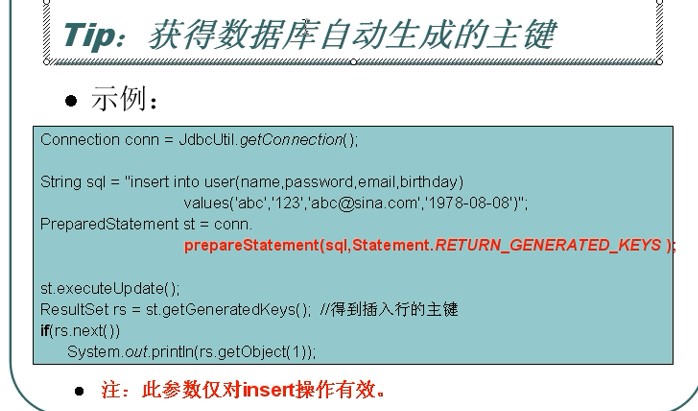 Tip：获得数据库自动生成的主键
● 示例：
Connection conn = JdbcUtil.getConnection();
String sql = "insert into user(name,password,email,birthday)
values('abc','123','abc@sina.com','1978-08-08')";
PreparedStatement st = conn.
prepareStatement(sql,Statement.RETURN_GENERATED_KEYS );
st.executeUpdate();
ResultSet rs = st.getGeneratedKeys(); //得到插入行的主键
if(rs.next())
System.out.println(rs.getObject(1));
● 注：此参数仅对insert操作有效。